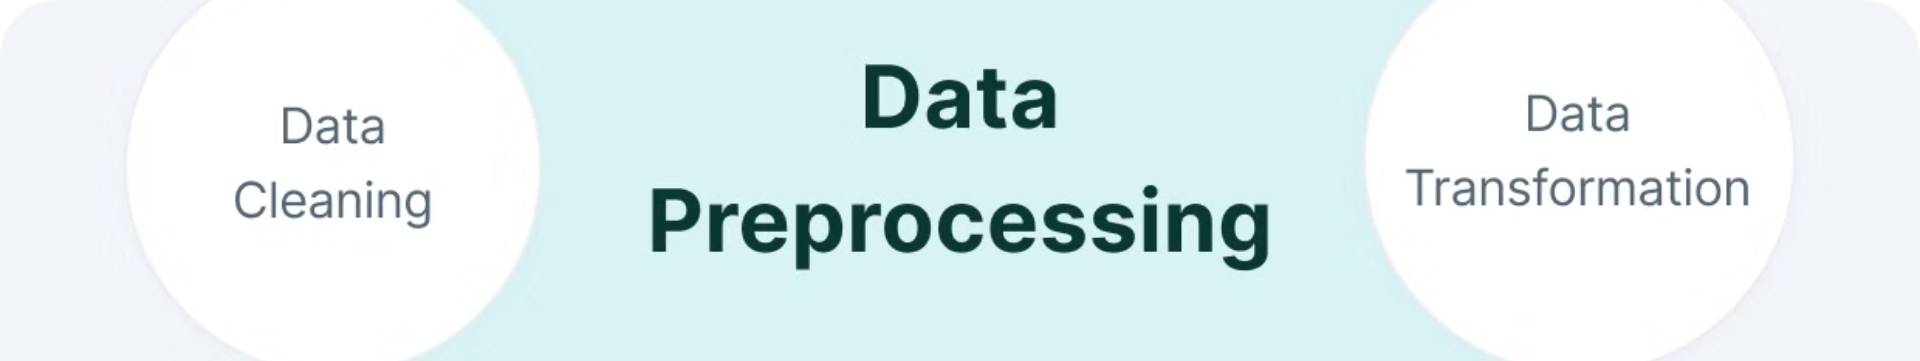 Data
Cleaning
Data
Preprocessing
Data
Transformation